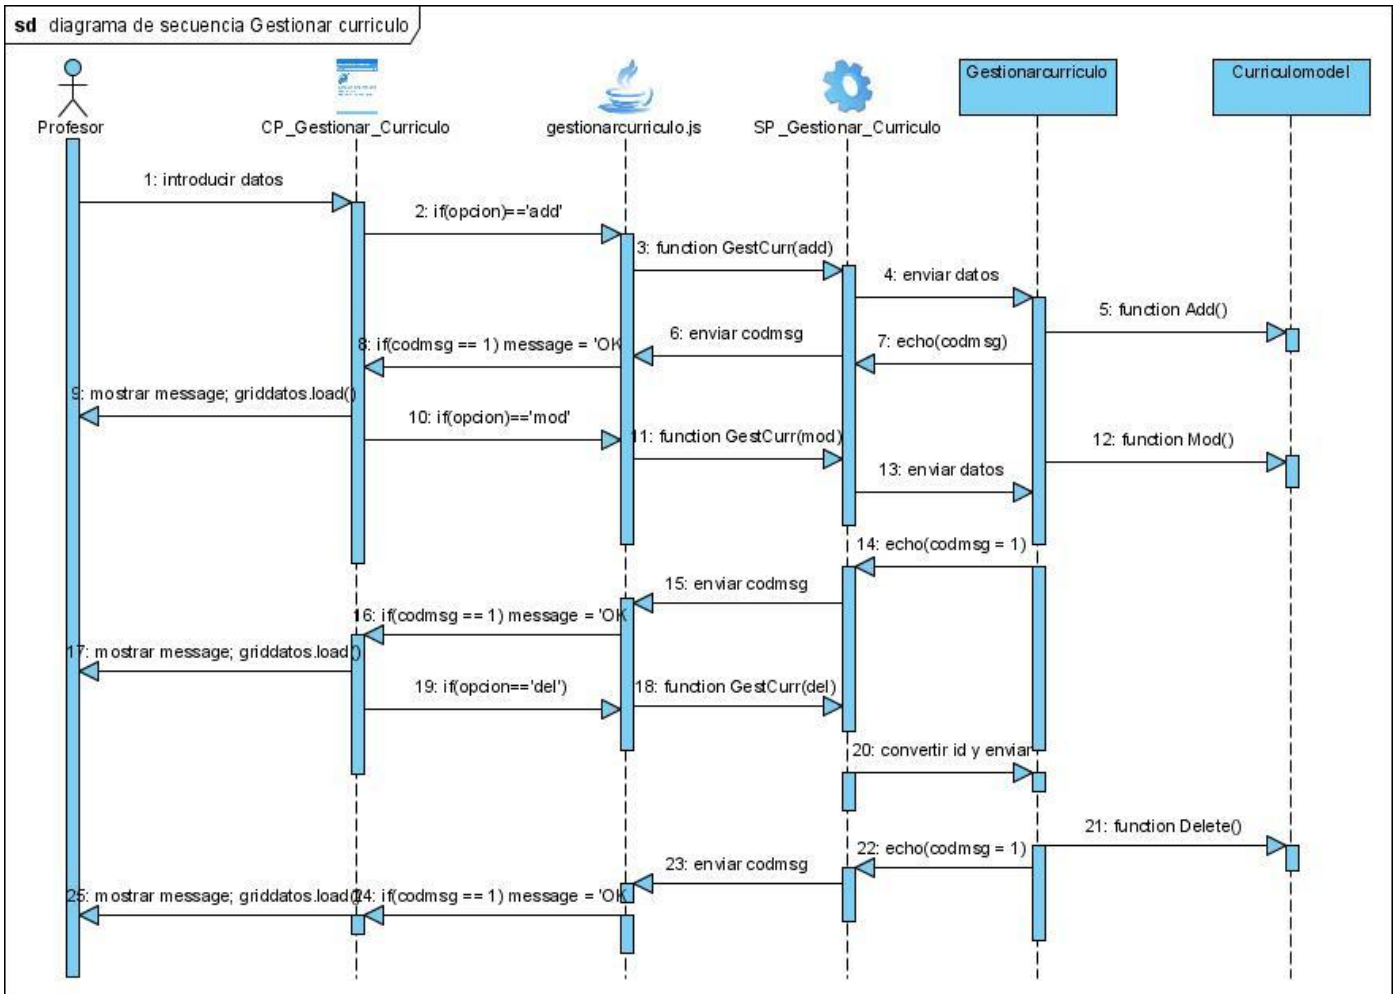 sd diagrama de secuencia Gestionar curriculo
Profesor
CP_Gestionar_Curriculo
gestionarcurriculo.js
SP_Gestionar_Curriculo
Gestionarcurriculo
Curriculomodel
1: introducir datos
2: if(opcion)=='add'
3: function GestCurr(add)
4: enviar datos
5: function Add()
6: enviar codmsg
7: echo(codmsg)
8: if(codmsg == 1) message = 'OK
9: mostrar message; griddatos.load()
10: if(opcion)=='mod'
11: function GestCurr(mod)
12: function Mod()
13: enviar datos
14: echo(codmsg = 1)
15: enviar codmsg
16: if(codmsg == 1) message = 'OK
17: mostrar message; griddatos.load()
19: if(opcion=='del')
18: function GestCurr(del)
20: convertir id y enviar
21: function Delete()
22: echo(codmsg = 1)
23: enviar codmsg
25: mostrar message; griddatos.load()
24: if(codmsg == 1) message = 'OK